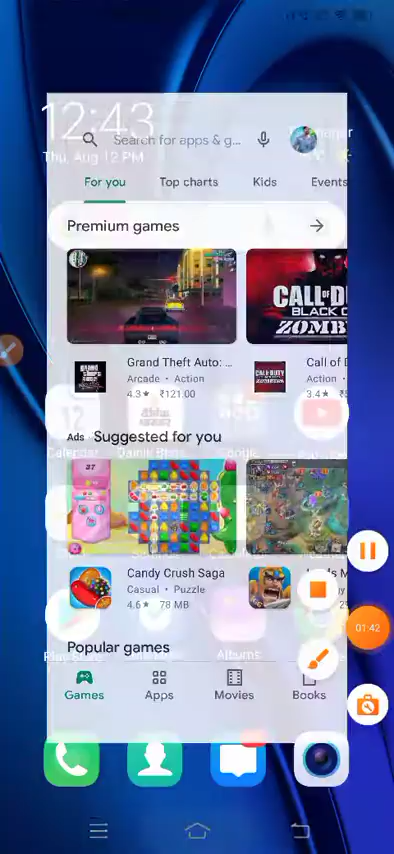 12:43
Search for apps & g...
Thu, Aug 12 PM
For you
Top charts
Kids
Events
Premium games
CALL OF D
BLACK O
ZOMB
Grand Theft Auto: ...
Arcade • Action
4.3★ ₹121.00
Call of D
Action •
3.4★
Calendar
Ads Suggested for you
37
Candy Crush Saga
Casual • Puzzle
4.6★ 78 MB
01:42
Popular games
Albums
Games
Apps
Movies
Books